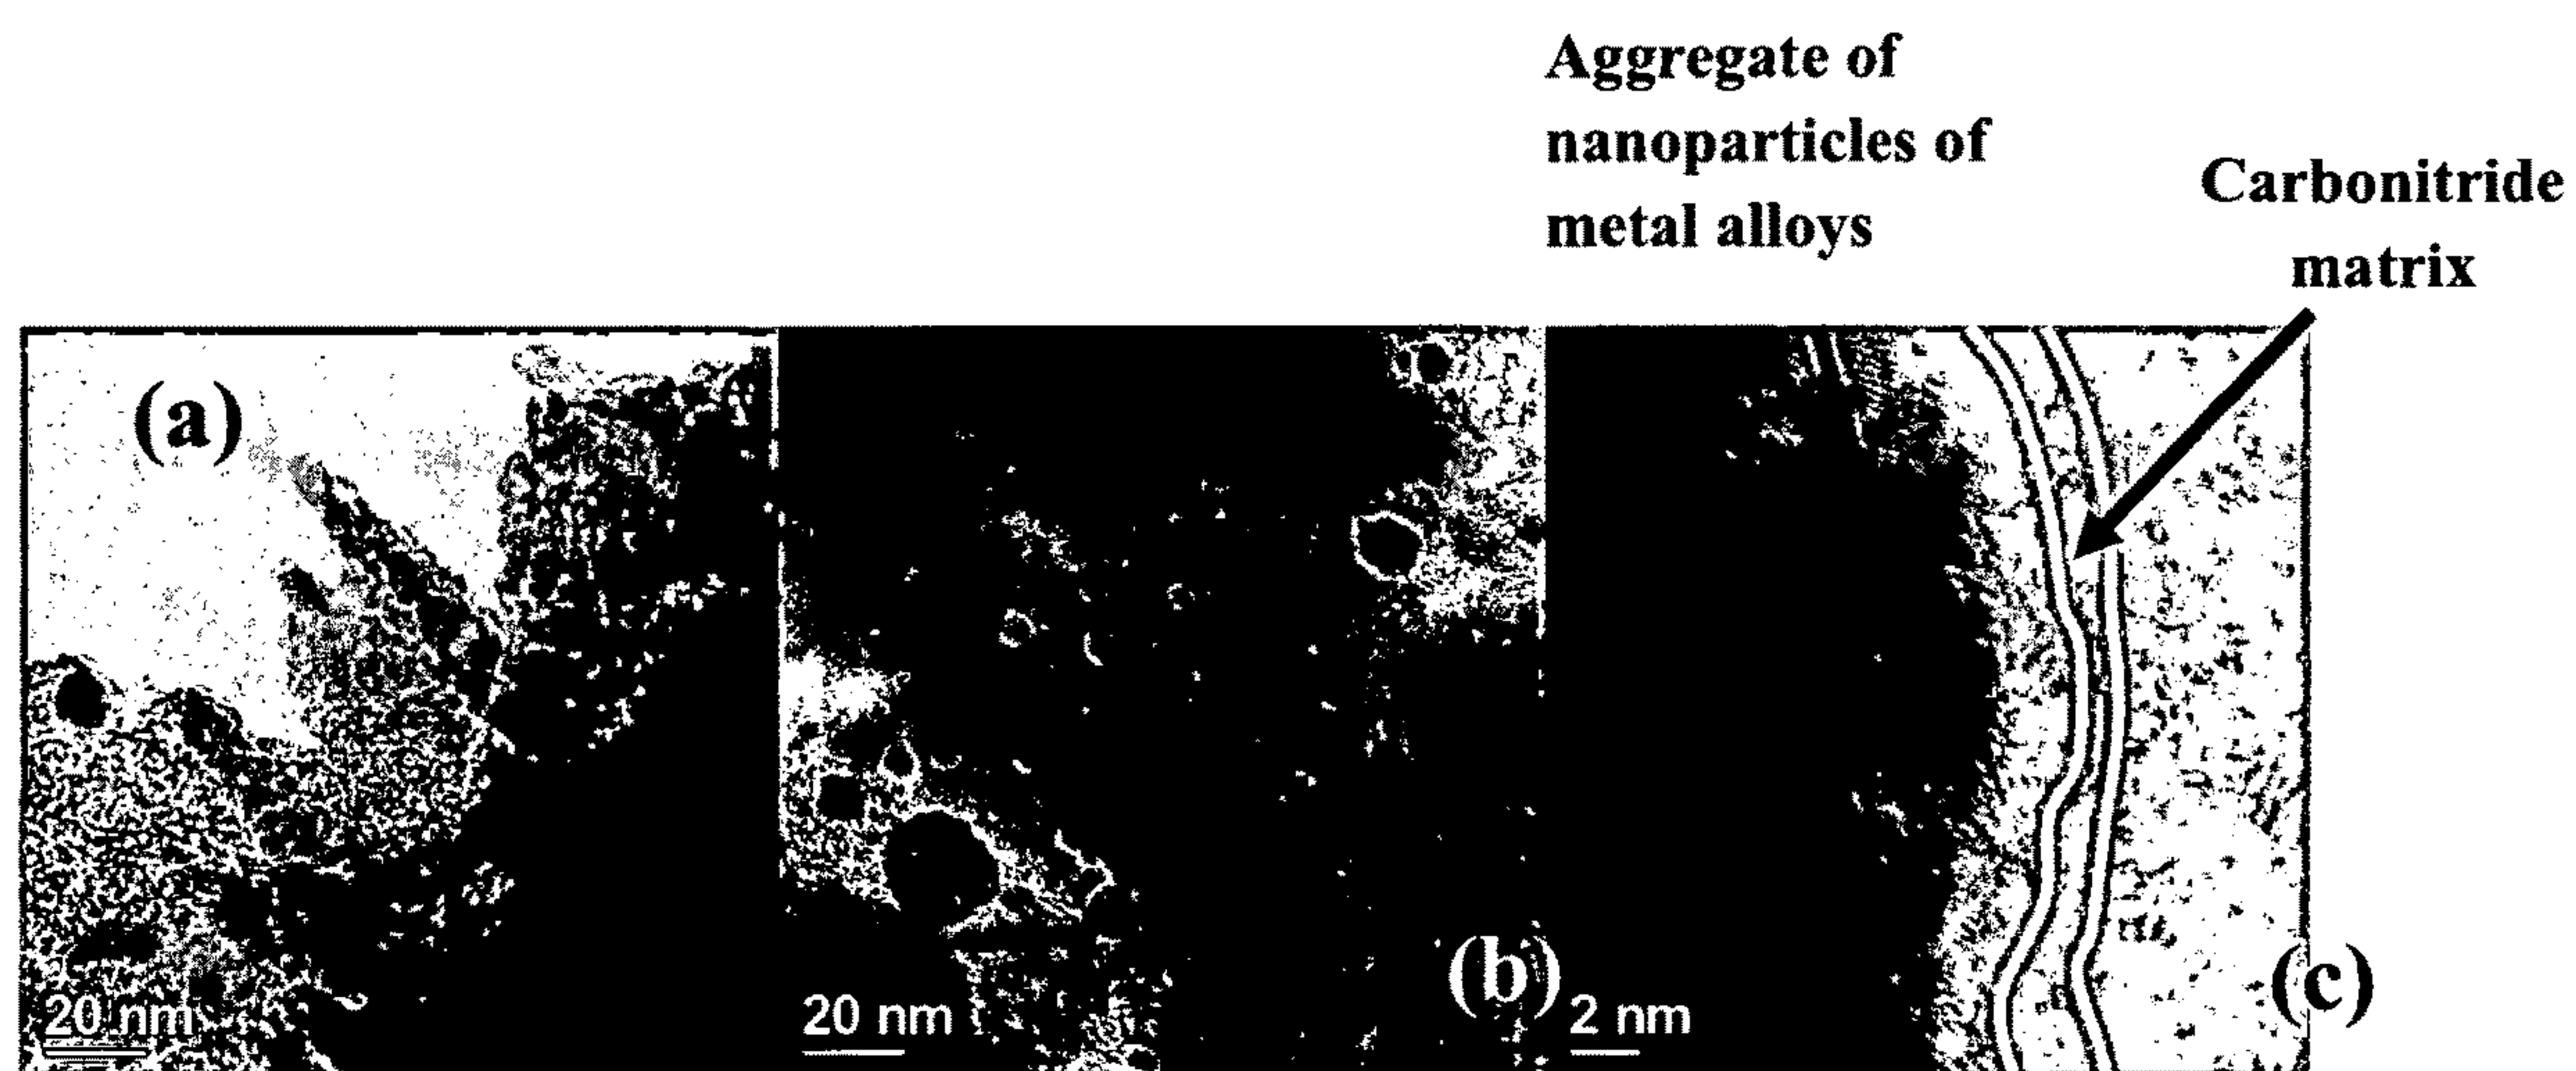 Aggregate of
nanoparticles of
metal alloys
Carbonitride
matrix
(a)
20 nm
(b)
20 nm
(c)
2 nm